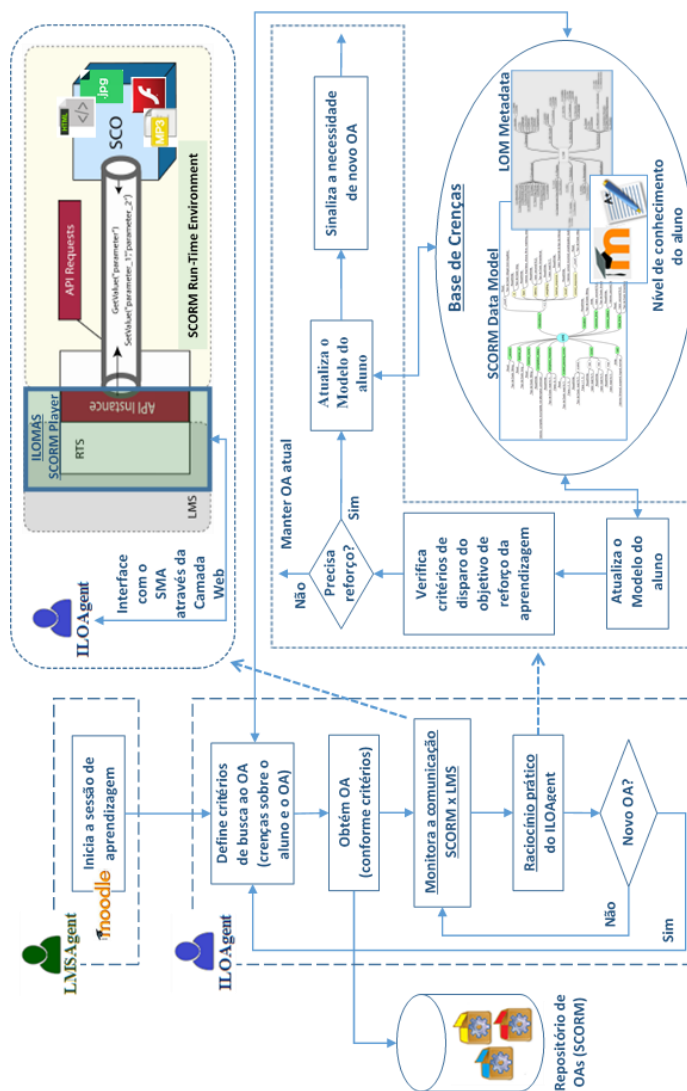 LMSAgent
moodle
Inicia a sessão de
aprendizagem
ILOAgent
Define critérios
de busca ao OA
(crenças sobre o
aluno e o OA)
Obtém OA
(conforme critérios)
Monitora a comunicação
SCORM x LMS
Raciocínio prático
do ILOAgent
Novo OA?
Não
Sim
Repositório de
OAs (SCORM)
ILOAgent
Interface
com o
SMA
através da
Camada
Web
LMS
RTS
ILOMAS
SCORM Player
API Instance
API Requests
GetValue("parameter")
SetValue("parameter_1","parameter_2")
SCO
HTML
</>
.jpg
MP3
SCORM Run-Time Environment
Manter OA atual
Não
Precisa
reforço?
Sim
Verifica
critérios de
disparo do
objetivo de
reforço da
aprendizagem
Atualiza o
Modelo do
aluno
Atualiza o
Modelo do
aluno
Sinaliza a necessidade
de novo OA
Base de Crenças
SCORM Data Model
LOM Metadata
m
A+
Nível de conhecimento
do aluno